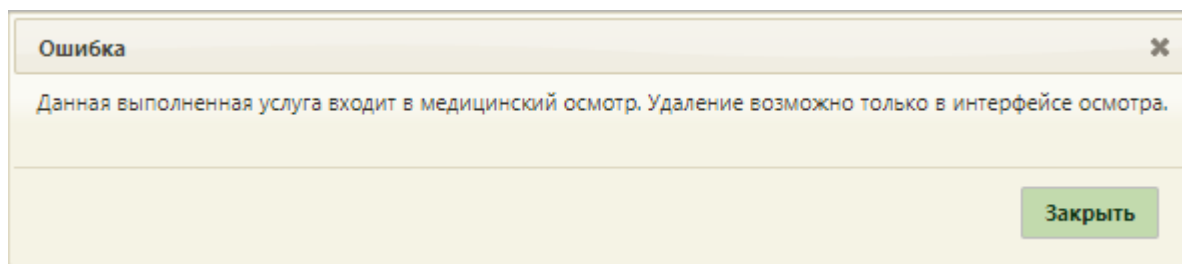 Ошибка
Данная выполненная услуга входит в медицинский осмотр. Удаление возможно только в интерфейсе осмотра.
Закрыть